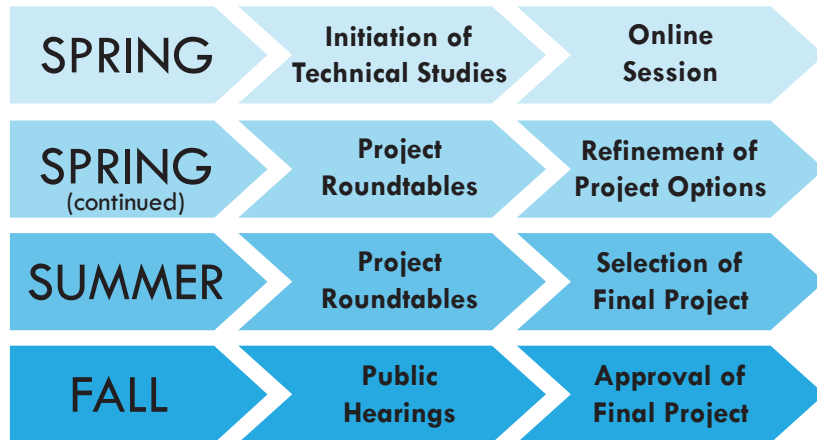 SPRING
Initiation of
Technical Studies
Online
Session
SPRING
(continued)
Project
Roundtables
Refinement of
Project Options
SUMMER
Project
Roundtables
Selection of
Final Project
FALL
Public
Hearings
Approval of
Final Project